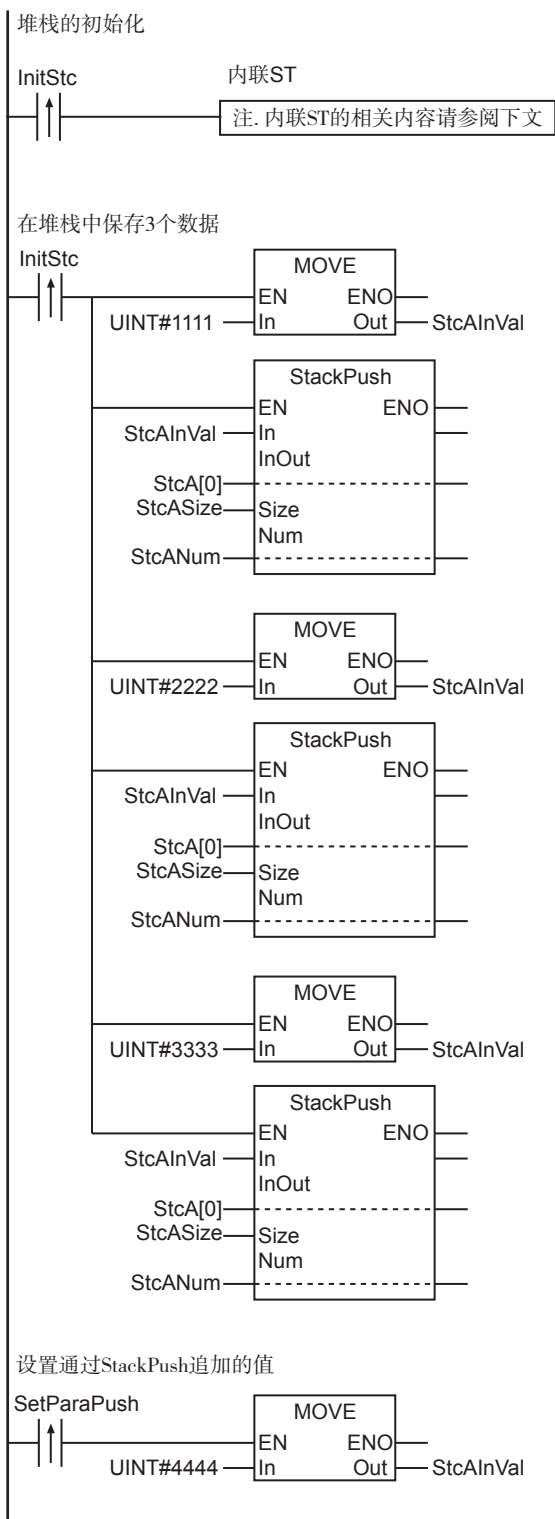 堆栈的初始化
InitStc
内联ST
注. 内联ST的相关内容请参阅下文
在堆栈中保存3个数据
InitStc
MOVE
EN ENO
UINT#1111 In Out StcAInVal
StackPush
EN ENO
StcAInVal In
InOut
StcA[0]
StcASize Size
Num
StcANum
MOVE
EN ENO
UINT#2222 In Out StcAInVal
StackPush
EN ENO
StcAInVal In
InOut
StcA[0]
StcASize Size
Num
StcANum
MOVE
EN ENO
UINT#3333 In Out StcAInVal
StackPush
EN ENO
StcAInVal In
InOut
StcA[0]
StcASize Size
Num
StcANum
设置通过StackPush追加的值
SetParaPush
MOVE
EN ENO
UINT#4444 In Out StcAInVal